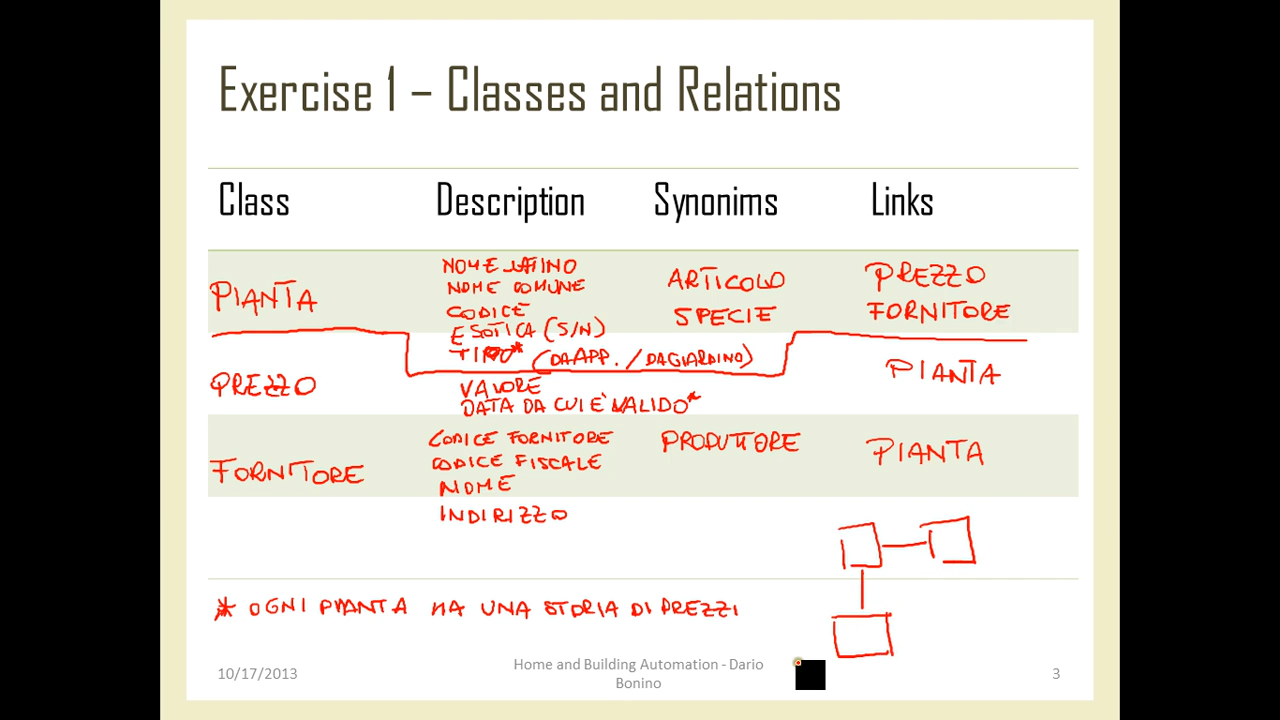 Exercise 1 – Classes and Relations
Class Description Synonims Links
PIANTA
NOME LATINO
NOME COMUNE
CODICE
ESOTICA (S/N)
TIPO* (DA APP. / DA GIARDINO)
ARTICOLO
SPECIE
PREZZO
FORNITORE
PREZZO
VALORE
DATA DA CUI È VALIDO*
PIANTA
FORNITORE
CODICE FORNITORE
CODICE FISCALE
NOME
INDIRIZZO
PRODUTTORE
PIANTA
* OGNI PIANTA HA UNA STORIA DI PREZZI
10/17/2013
Home and Building Automation - Dario
Bonino
3